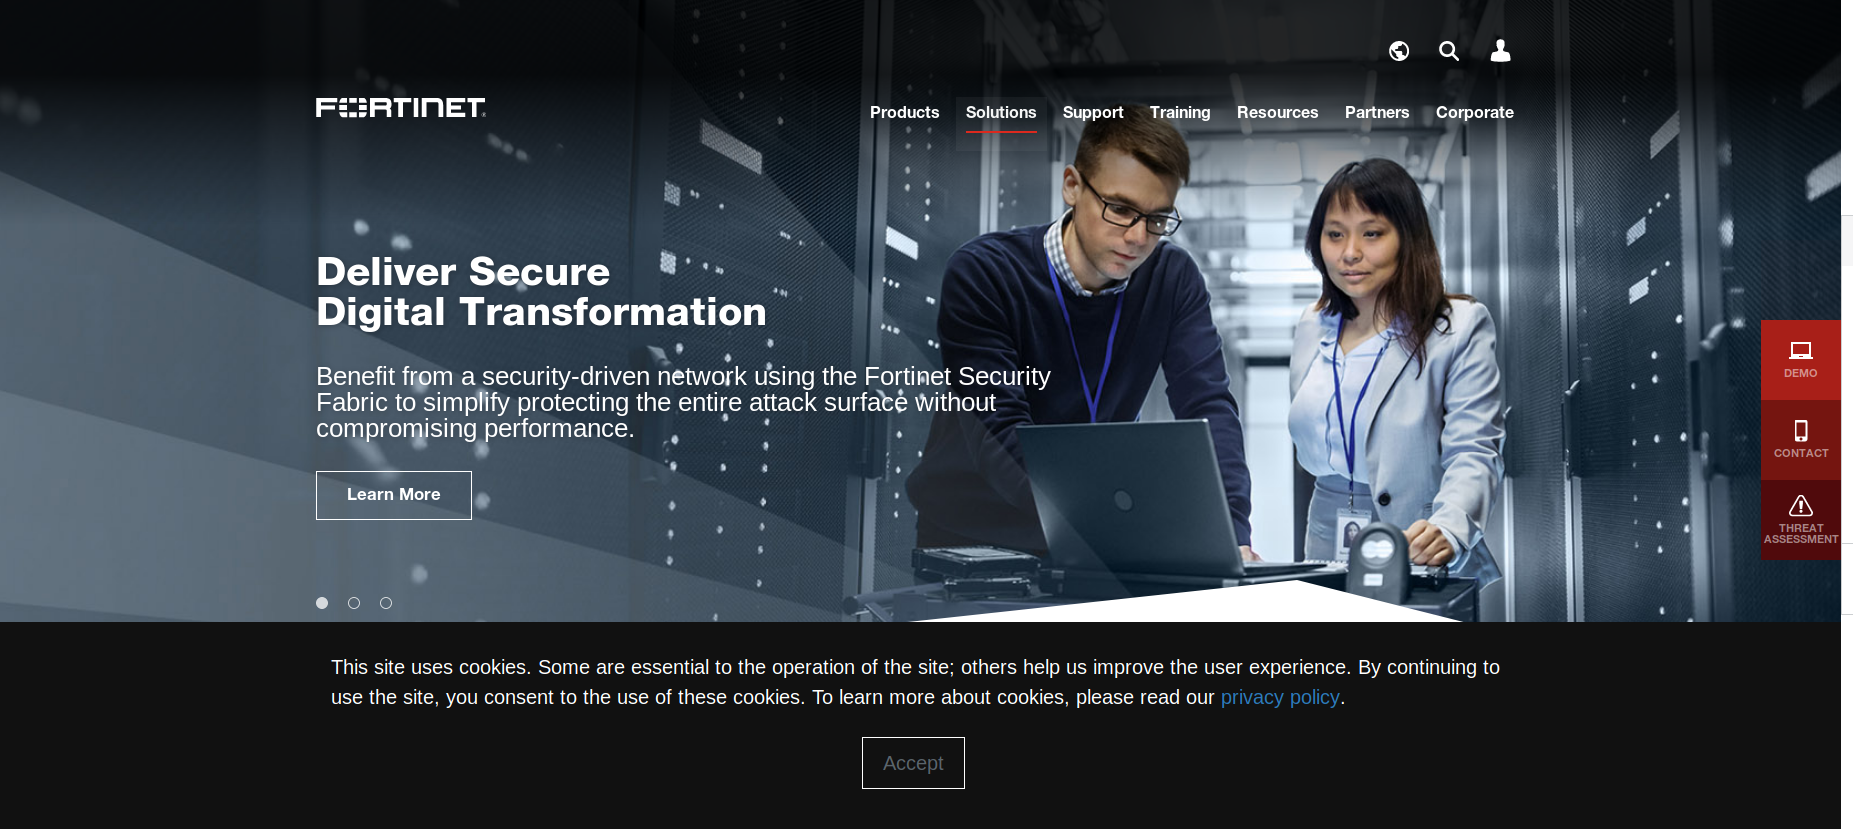 FORTINET
Products Solutions Support Training Resources Partners Corporate
Deliver Secure
Digital Transformation
Benefit from a security-driven network using the Fortinet Security
Fabric to simplify protecting the entire attack surface without
compromising performance.
Learn More
DEMO
CONTACT
THREAT
ASSESSMENT
This site uses cookies. Some are essential to the operation of the site; others help us improve the user experience. By continuing to
use the site, you consent to the use of these cookies. To learn more about cookies, please read our privacy policy.
Accept